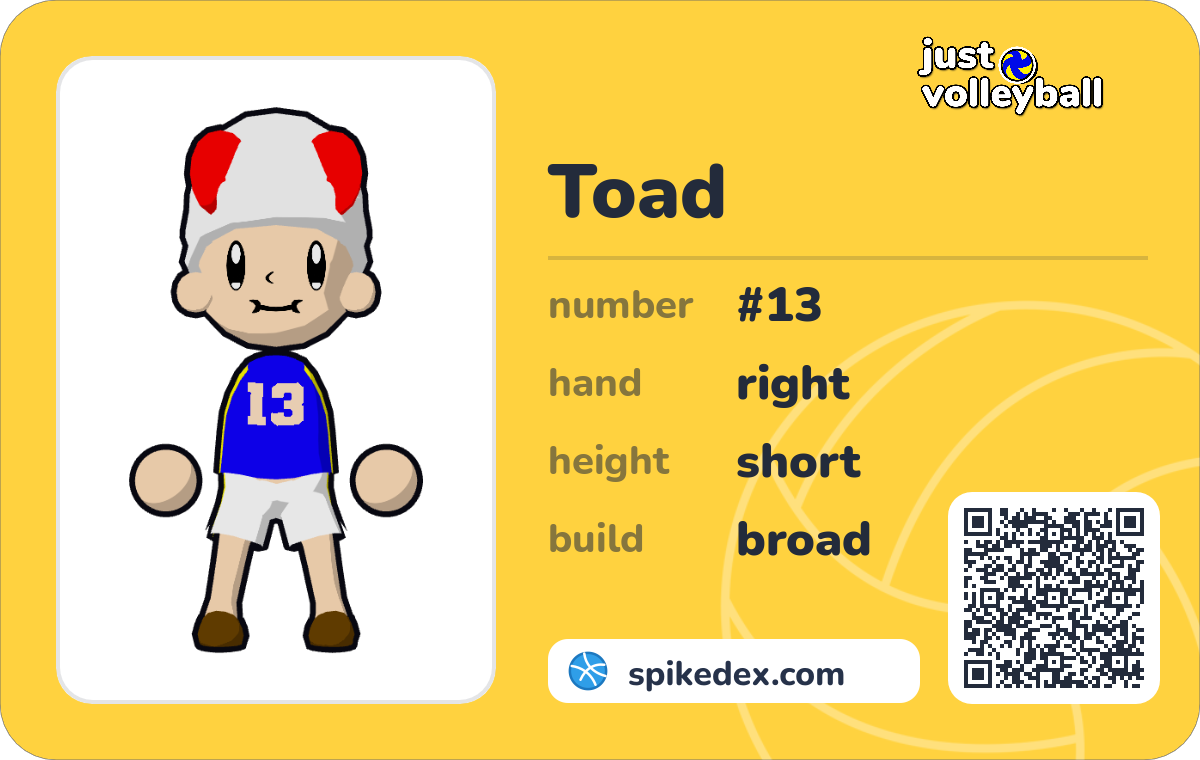 just
volleyball
Toad
number #13
hand right
height short
build broad
13
spikedex.com